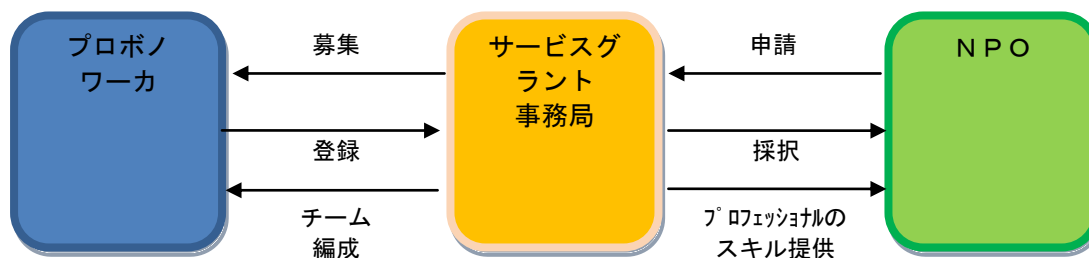 プロボノ
ワーカ
募集
登録
チーム
編成
サービスグ
ラント
事務局
申請
採択
ﾌﾟﾛﾌｪｯｼｮﾅﾙの
スキル提供
ＮＰＯ